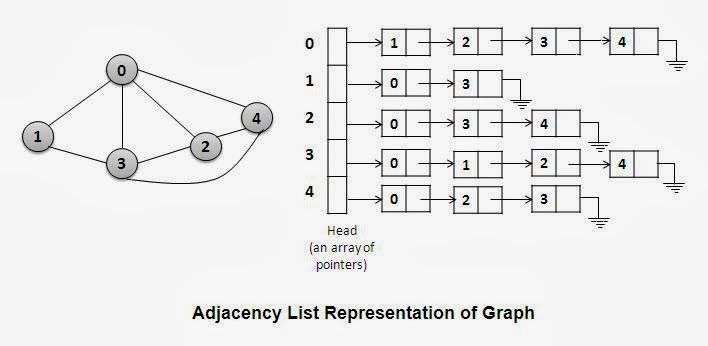 0
1
3
2
4
0 1 2 3 4
1 0 3
2 0 3 4
3 0 1 2 4
4 0 2 3
Head
(an array of
pointers)
Adjacency List Representation of Graph